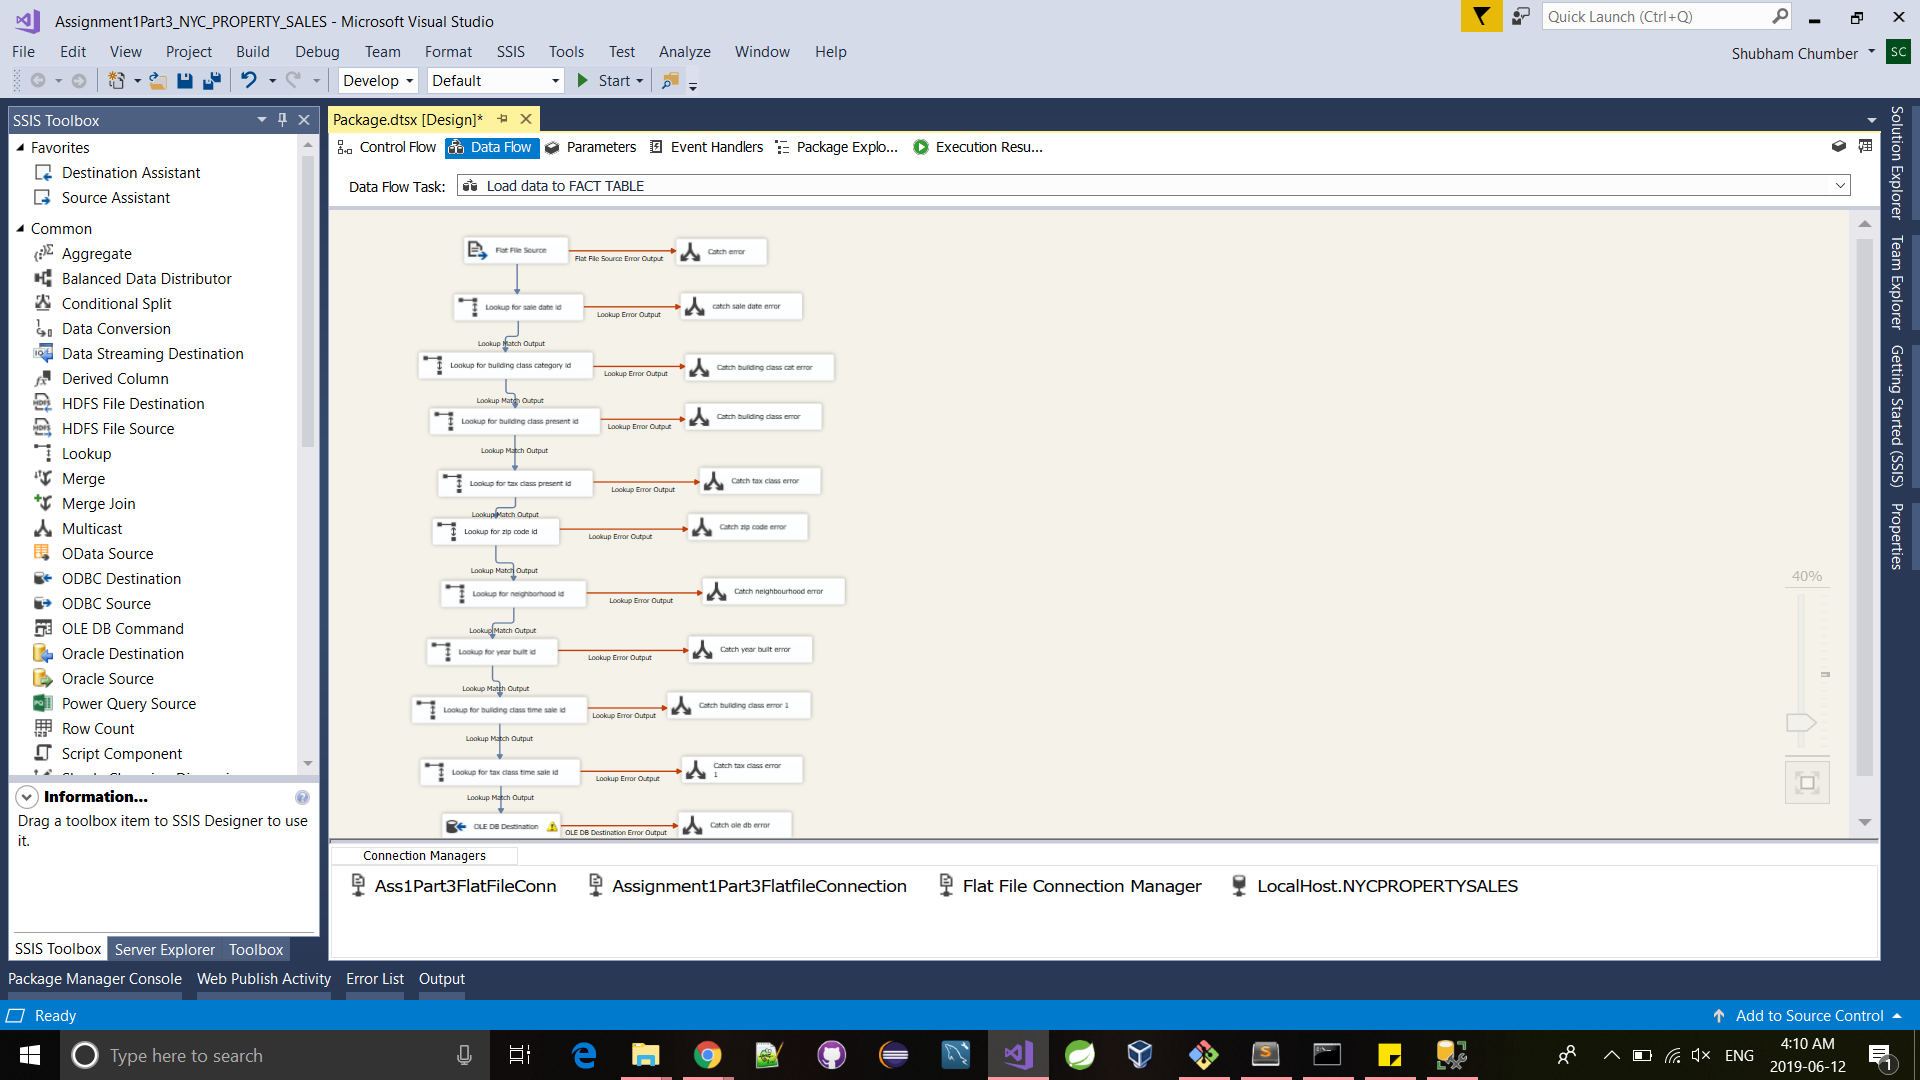 Assignment1Part3_NYC_PROPERTY_SALES - Microsoft Visual Studio
Quick Launch (Ctrl+Q)
File Edit View Project Build Debug Team Format SSIS Tools Test Analyze Window Help
Shubham Chumber SC
Develop Default Start
SSIS Toolbox
Favorites
Destination Assistant
Source Assistant
Common
Aggregate
Balanced Data Distributor
Conditional Split
Data Conversion
Data Streaming Destination
Derived Column
HDFS File Destination
HDFS File Source
Lookup
Merge
Merge Join
Multicast
OData Source
ODBC Destination
ODBC Source
OLE DB Command
Oracle Destination
Oracle Source
Power Query Source
Row Count
Script Component
Information...
Drag a toolbox item to SSIS Designer to use
it.
SSIS Toolbox Server Explorer Toolbox
Package.dtsx [Design]*
Control Flow Data Flow Parameters Event Handlers Package Explo... Execution Resu...
Data Flow Task: Load data to FACT TABLE
Flat File Source
Flat File Source Error Output
Catch error
Lookup for sale date id
Lookup Error Output
catch sale date error
Lookup Match Output
Lookup for building class category id
Lookup Error Output
Catch building class cat error
Lookup Match Output
Lookup for building class present id
Lookup Error Output
Catch building class error
Lookup Match Output
Lookup for tax class present id
Lookup Error Output
Catch tax class error
Lookup Match Output
Lookup for zip code id
Lookup Error Output
Catch zip code error
Lookup Match Output
Lookup for neighborhood id
Lookup Error Output
Catch neighbourhood error
Lookup Match Output
Lookup for year built id
Lookup Error Output
Catch year built error
Lookup Match Output
Lookup for building class time sale id
Lookup Error Output
Catch building class error 1
Lookup Match Output
Lookup for tax class time sale id
Lookup Error Output
Catch tax class error
1
Lookup Match Output
OLE DB Destination
OLE DB Destination Error Output
Catch ole db error
40%
Connection Managers
Ass1Part3FlatFileConn Assignment1Part3FlatfileConnection Flat File Connection Manager LocalHost.NYCPROPERTYSALES
Solution Explorer
Team Explorer
Getting Started (SSIS)
Properties
Package Manager Console Web Publish Activity Error List Output
Ready
Add to Source Control
Type here to search
ENG
4:10 AM
2019-06-12
1